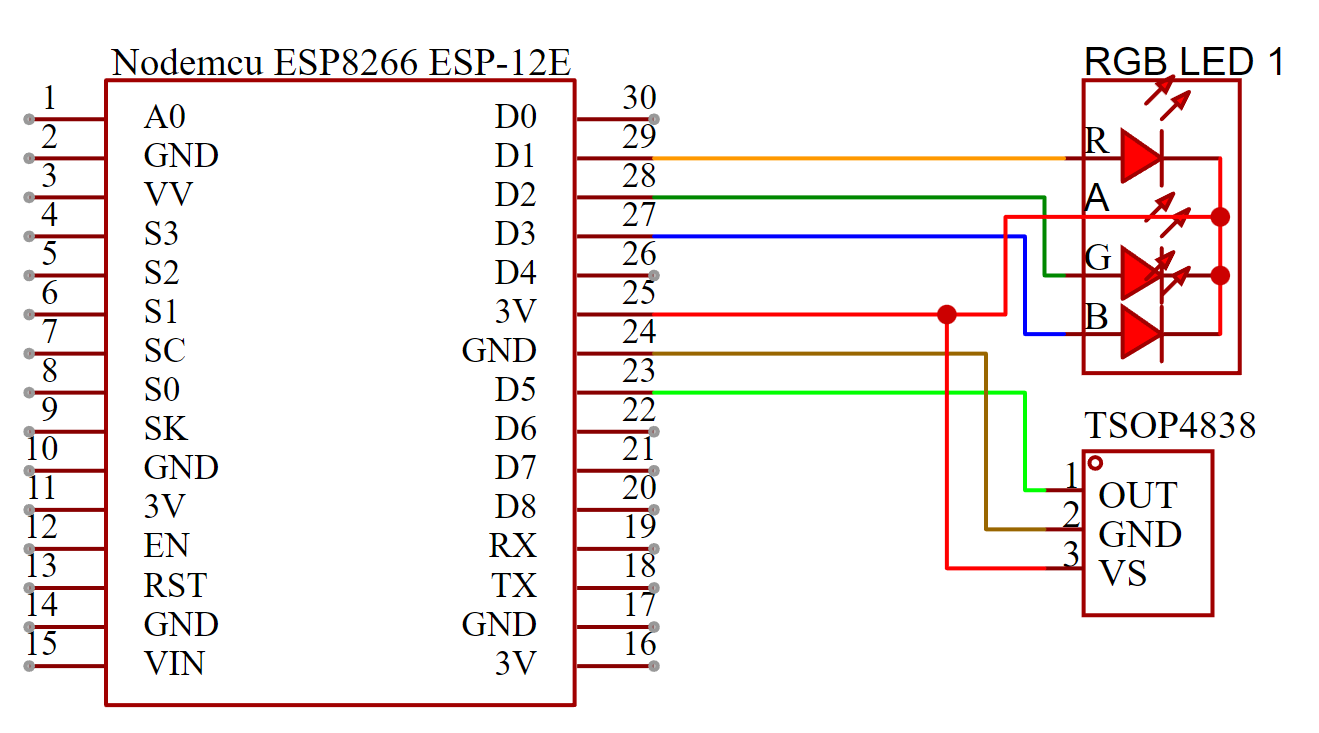 Nodemcu ESP8266 ESP-12E
RGB LED 1
1 A0 D0 30
2 GND D1 29 R
3 VV D2 28 A
4 S3 D3 27
5 S2 D4 26 G
6 S1 3V 25 B
7 SC GND 24
8 S0 D5 23
9 SK D6 22 TSOP4838
10 GND D7 21
11 3V D8 20 1 OUT
12 EN RX 19 2 GND
13 RST TX 18 3 VS
14 GND GND 17
15 VIN 3V 16